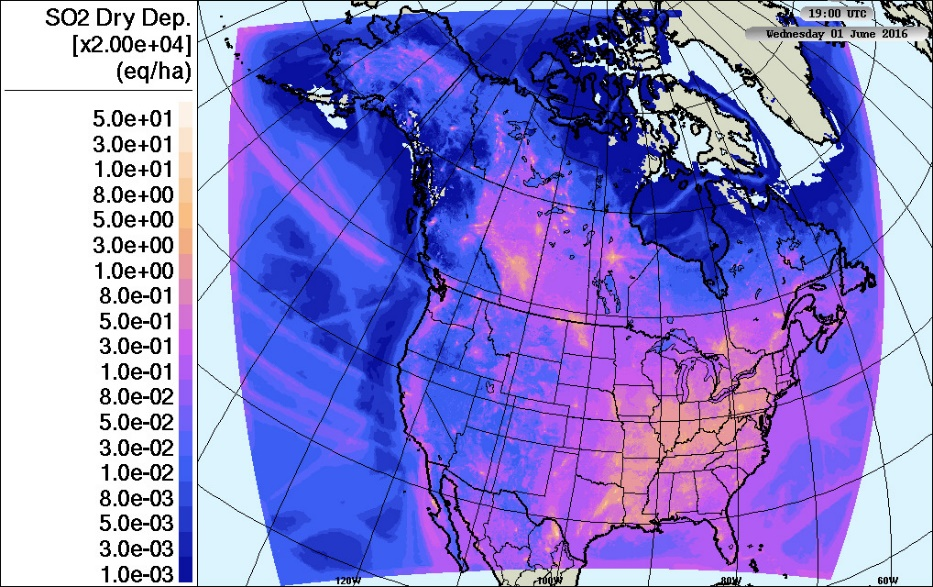 SO2 Dry Dep.
[x2.00e+04]
(eq/ha)
5.0e+01
3.0e+01
1.0e+01
8.0e+00
5.0e+00
3.0e+00
1.0e+00
8.0e-01
5.0e-01
3.0e-01
1.0e-01
8.0e-02
5.0e-02
3.0e-02
1.0e-02
8.0e-03
5.0e-03
3.0e-03
1.0e-03
19:00 UTC
Wednesday 01 June 2016
120W
100W
80W
60W